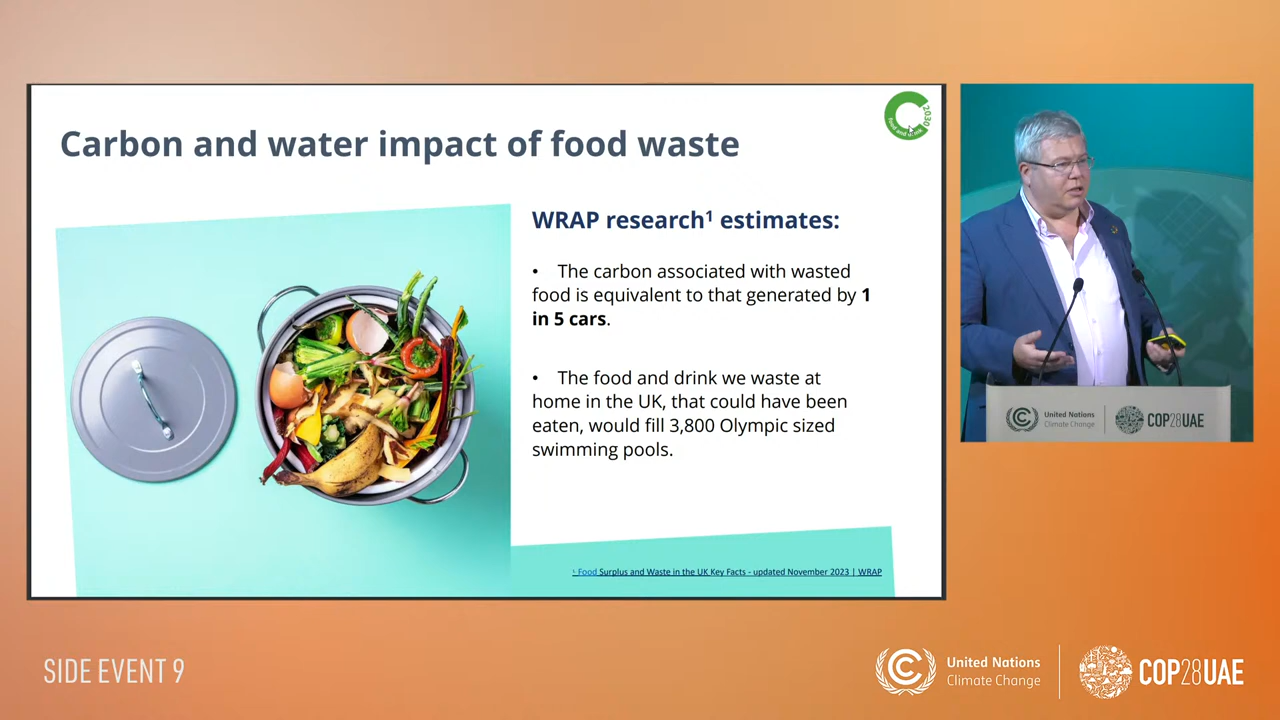 Carbon and water impact of food waste
2030
food and drink
WRAP research¹ estimates:
• The carbon associated with wasted
food is equivalent to that generated by 1
in 5 cars.
• The food and drink we waste at
home in the UK, that could have been
eaten, would fill 3,800 Olympic sized
swimming pools.
¹ Food Surplus and Waste in the UK Key Facts - updated November 2023 | WRAP
United Nations
Climate Change
COP28UAE
SIDE EVENT 9
United Nations
Climate Change
COP28UAE